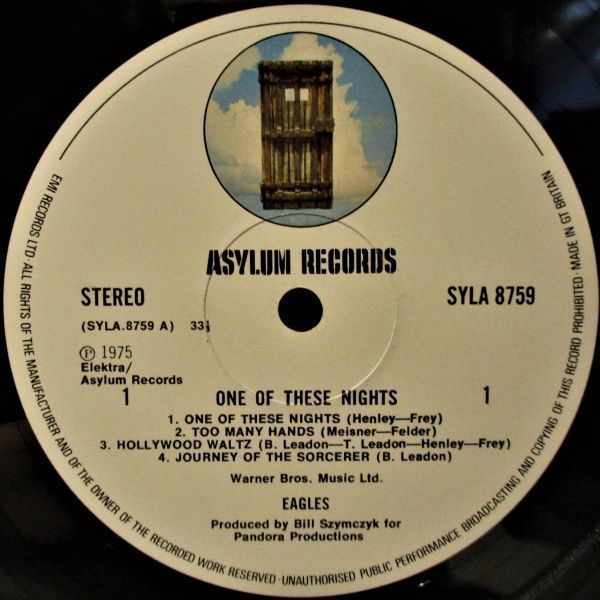 ASYLUM RECORDS
STEREO
SYLA 8759
(SYLA.8759 A) 33⅓
Ⓟ 1975
Elektra/
Asylum Records
1 ONE OF THESE NIGHTS 1
1. ONE OF THESE NIGHTS (Henley—Frey)
2. TOO MANY HANDS (Meisner—Felder)
3. HOLLYWOOD WALTZ (B. Leadon—T. Leadon—Henley—Frey)
4. JOURNEY OF THE SORCERER (B. Leadon)
Warner Bros. Music Ltd.
EAGLES
Produced by Bill Szymczyk for
Pandora Productions
EMI RECORDS LTD·ALL RIGHTS OF THE MANUFACTURER AND OF THE OWNER OF THE RECORDED WORK RESERVED·UNAUTHORISED PUBLIC PERFORMANCE BROADCASTING AND COPYING OF THIS RECORD PROHIBITED·MADE IN GT BRITAIN